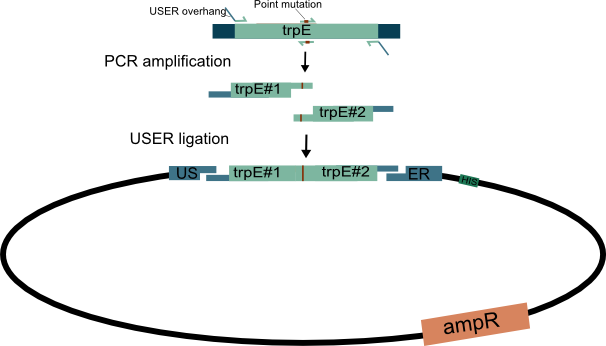 Point mutation
USER overhang
trpE
PCR amplification
trpE#1
trpE#2
USER ligation
US
trpE#1
trpE#2
ER
HIS
ampR